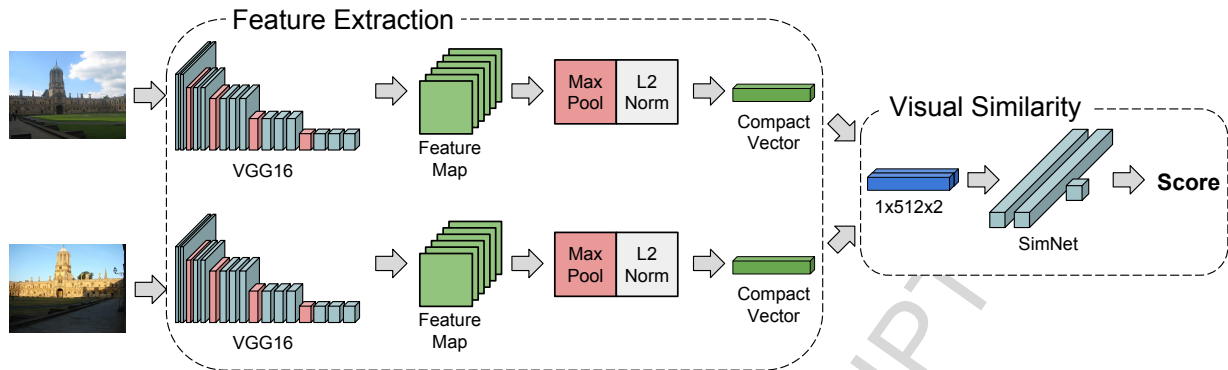 Feature Extraction
VGG16
Feature
Map
Max
Pool
L2
Norm
Compact
Vector
VGG16
Feature
Map
Max
Pool
L2
Norm
Compact
Vector
Visual Similarity
1x512x2
SimNet
Score